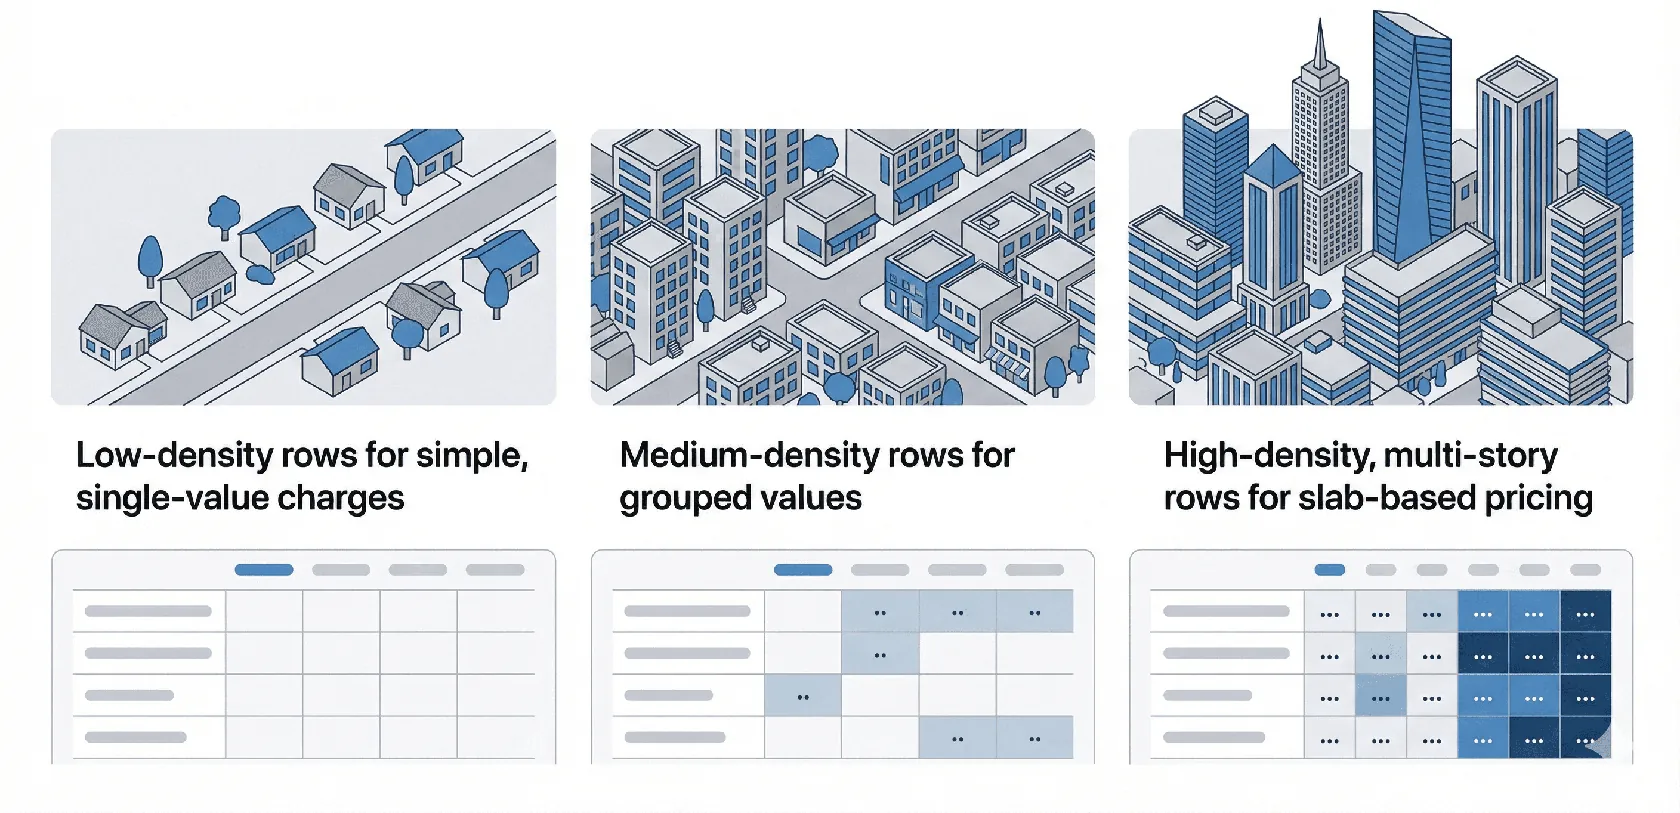 Low-density rows for simple,
single-value charges
Medium-density rows for
grouped values
High-density, multi-story
rows for slab-based pricing